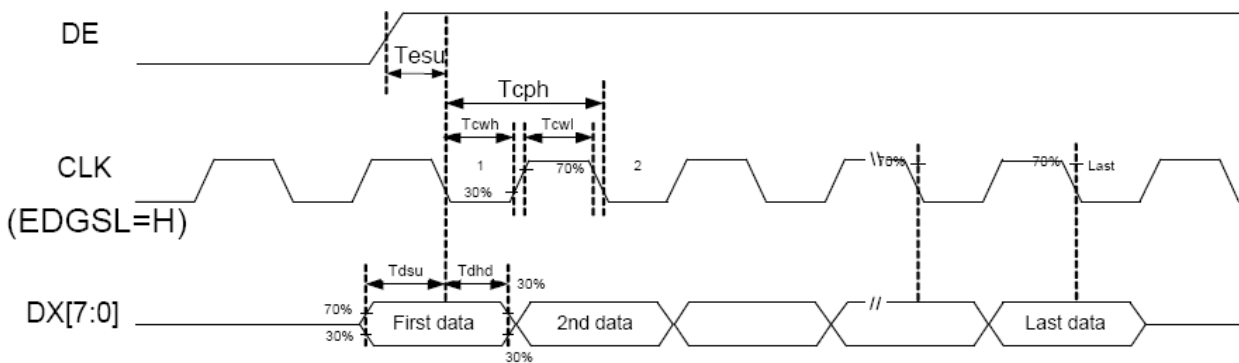 DE
Tesu
Tcph
Tcwh
Tcwl
CLK
1
70%
2
//
70%
70%
Last
30%
(EDGSL=H)
Tdsu
Tdhd
30%
DX[7:0]
70%
First data
2nd data
//
Last data
30%
30%